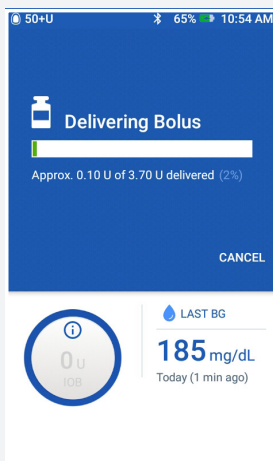 50+U 65% 10:54 AM
Delivering Bolus
Approx. 0.10 U of 3.70 U delivered (2%)
CANCEL
LAST BG
0 U
IOB
185 mg/dL
Today (1 min ago)